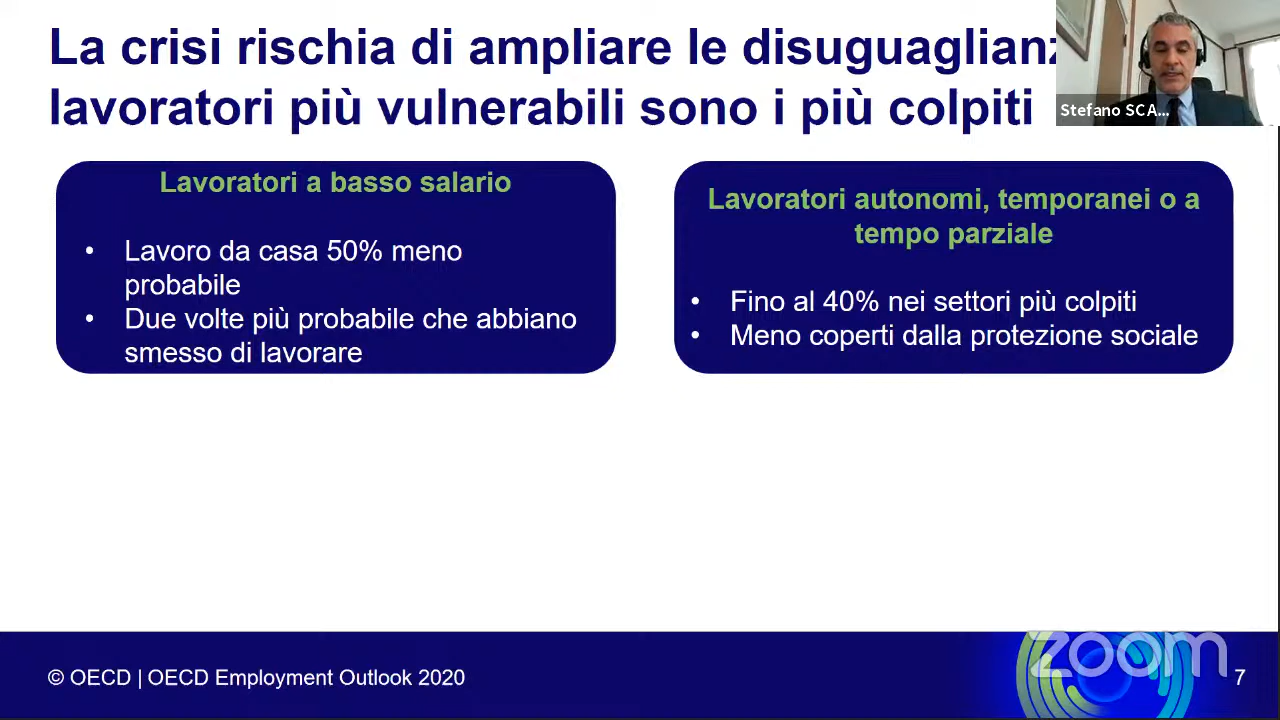 La crisi rischia di ampliare le disuguaglianz
lavoratori più vulnerabili sono i più colpiti
Stefano SCA...
Lavoratori a basso salario
• Lavoro da casa 50% meno
probabile
• Due volte più probabile che abbiano
smesso di lavorare
Lavoratori autonomi, temporanei o a
tempo parziale
• Fino al 40% nei settori più colpiti
• Meno coperti dalla protezione sociale
© OECD | OECD Employment Outlook 2020
zoom
7